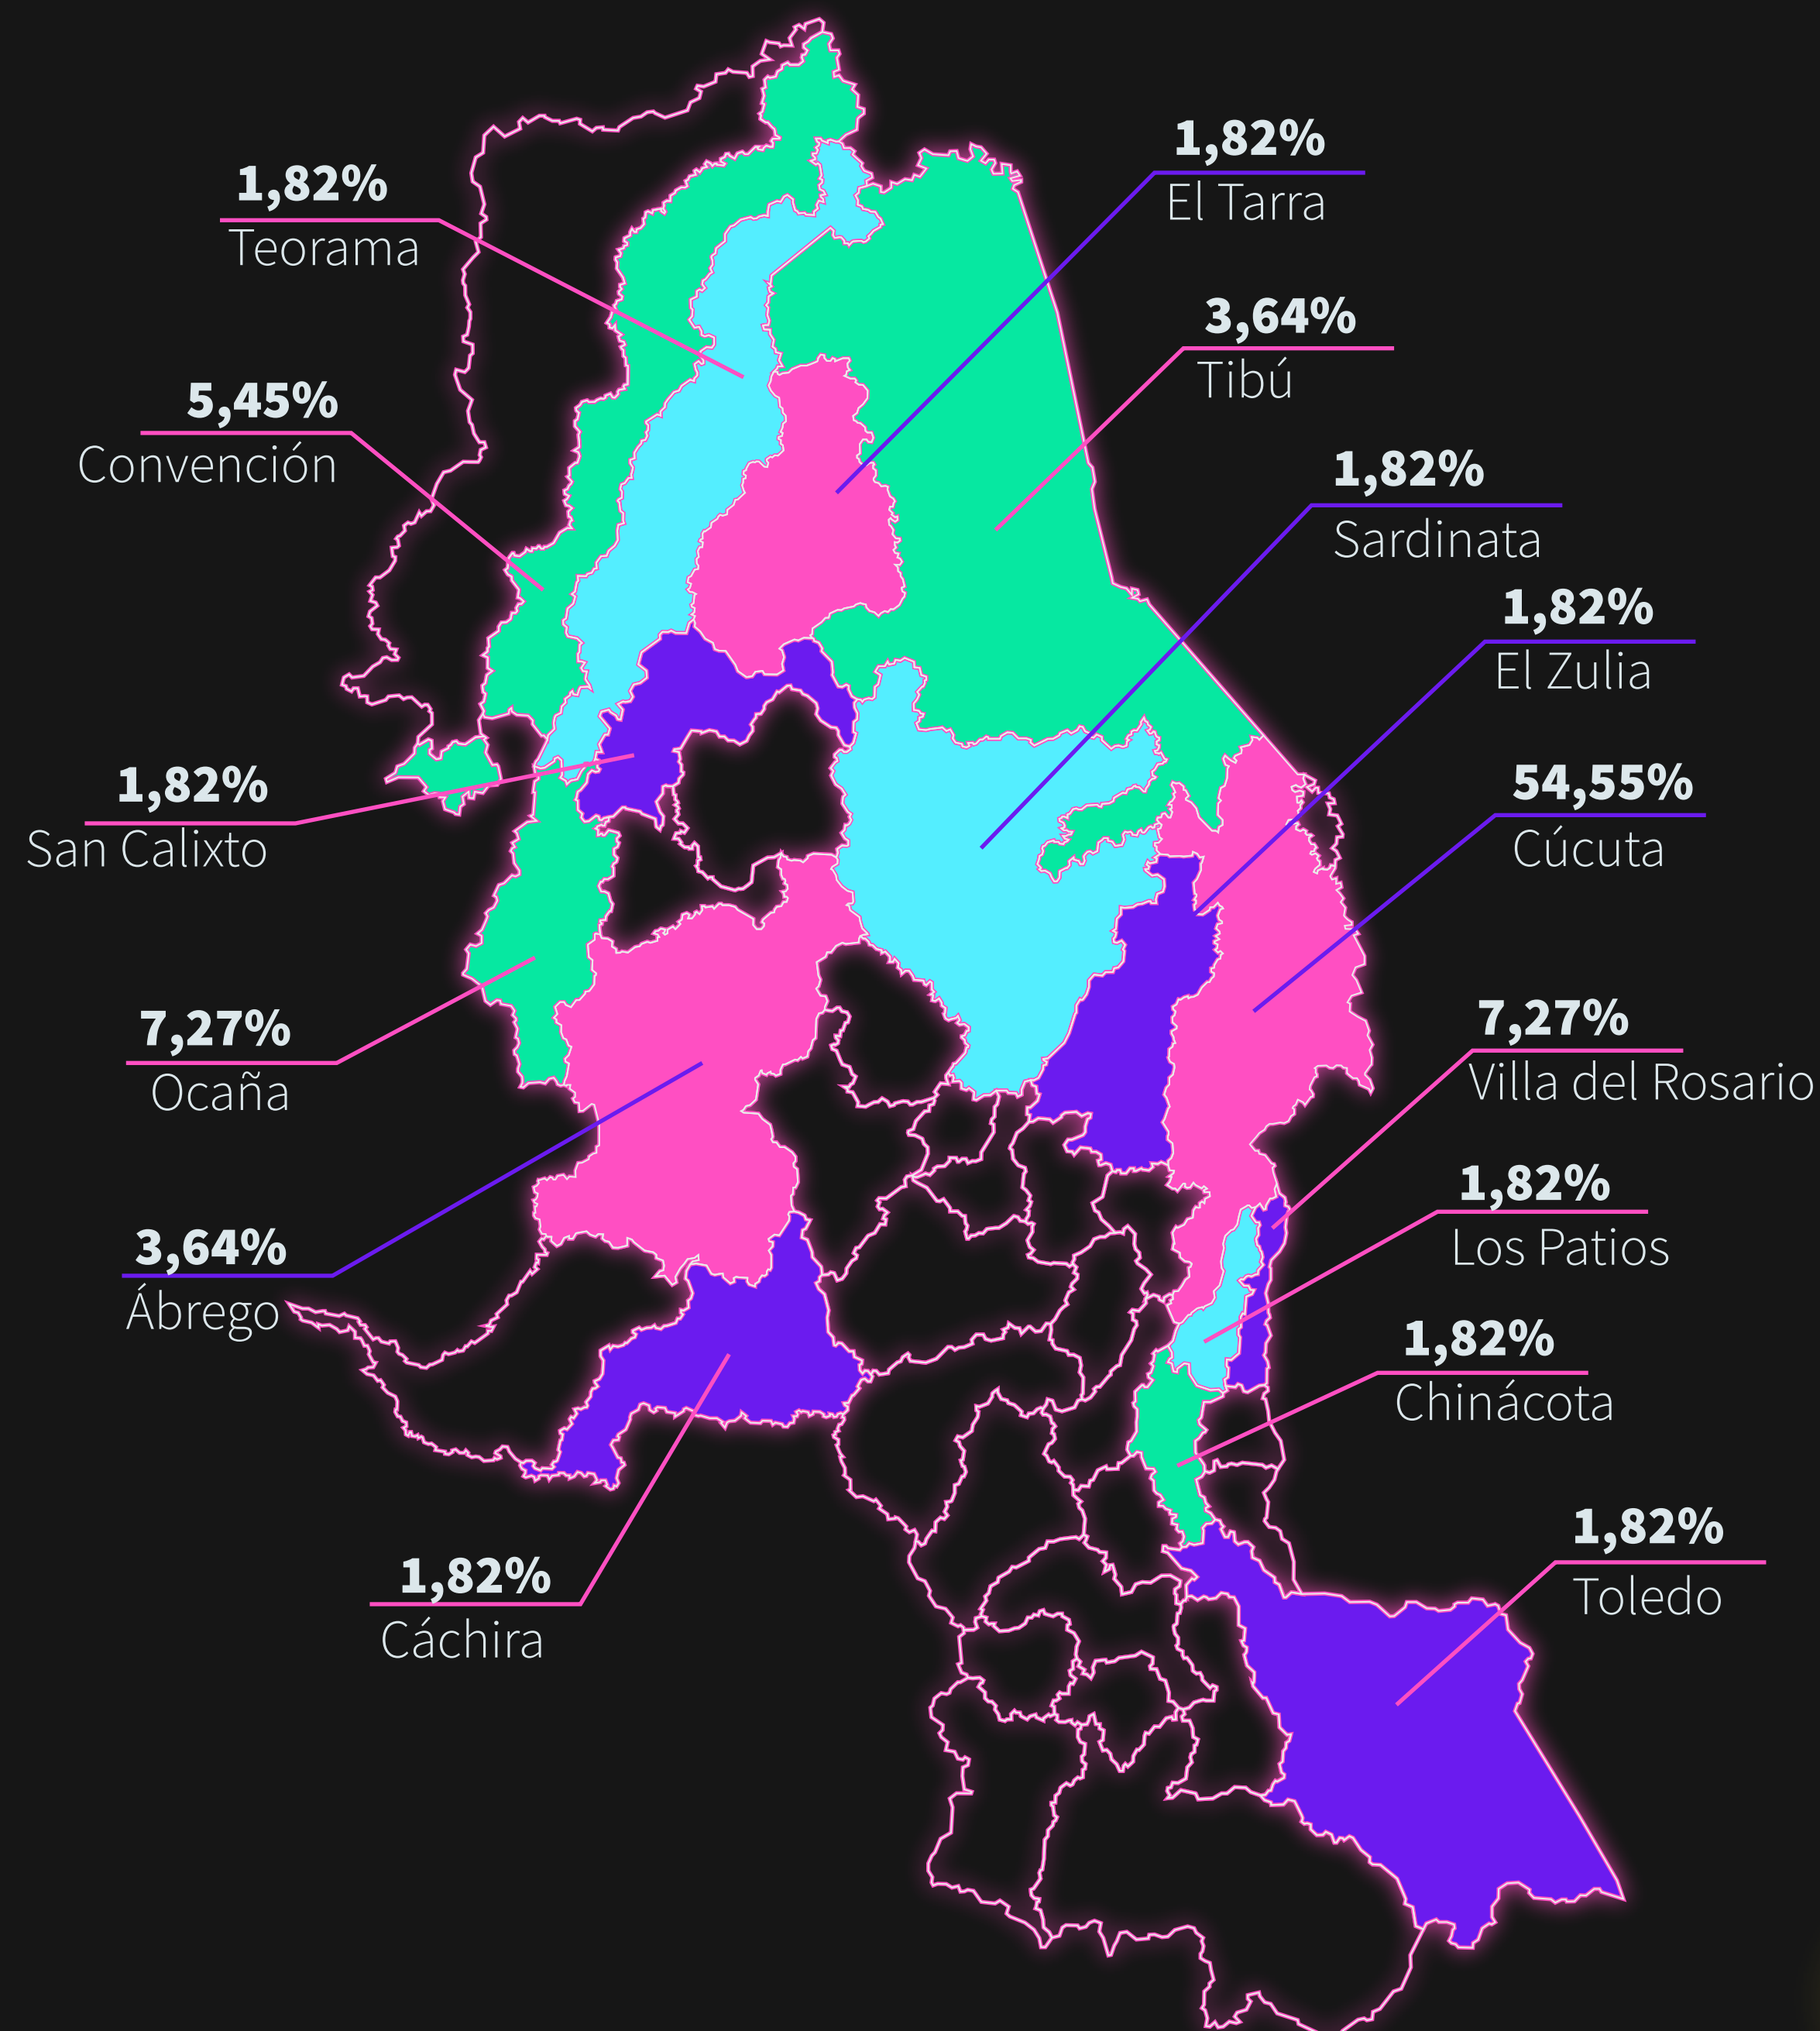 1,82%
Teorama
5,45%
Convención
1,82%
San Calixto
7,27%
Ocaña
3,64%
Ábrego
1,82%
Cáchira
1,82%
El Tarra
3,64%
Tibú
1,82%
Sardinata
1,82%
El Zulia
54,55%
Cúcuta
7,27%
Villa del Rosario
1,82%
Los Patios
1,82%
Chinácota
1,82%
Toledo